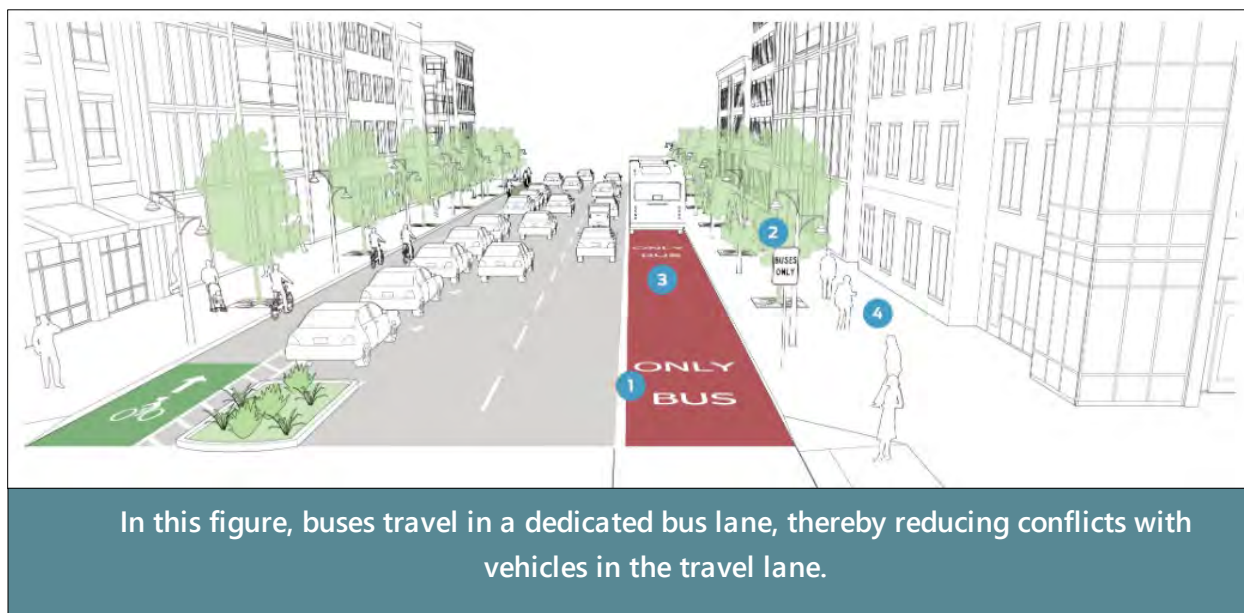 2
BUSES
ONLY
ONLY
BUS
3
4
ONLY
1
BUS
In this figure, buses travel in a dedicated bus lane, thereby reducing conflicts with
vehicles in the travel lane.